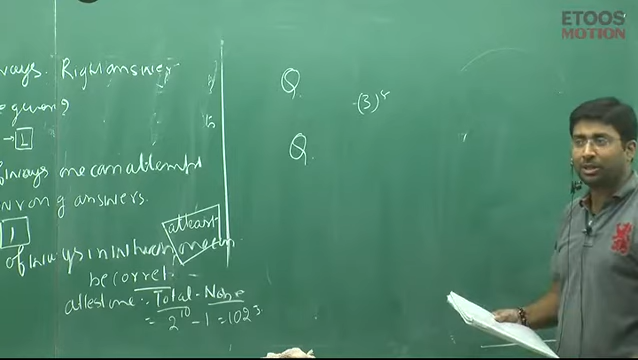 ways. Right answer
e given?
→ 1
of ways one can attempt
wrong answers.
1
of ways in which atleast one
be correct
atleast one: Total - None
= 2^10 - 1 = 1023
Q.
(3)^4
Q.
ETOOS
MOTION